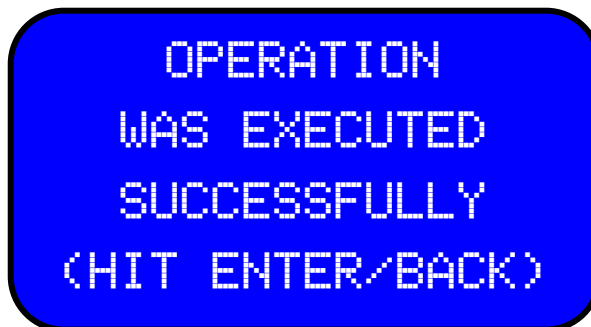 OPERATION
WAS EXECUTED
SUCCESSFULLY
(HIT ENTER/BACK)